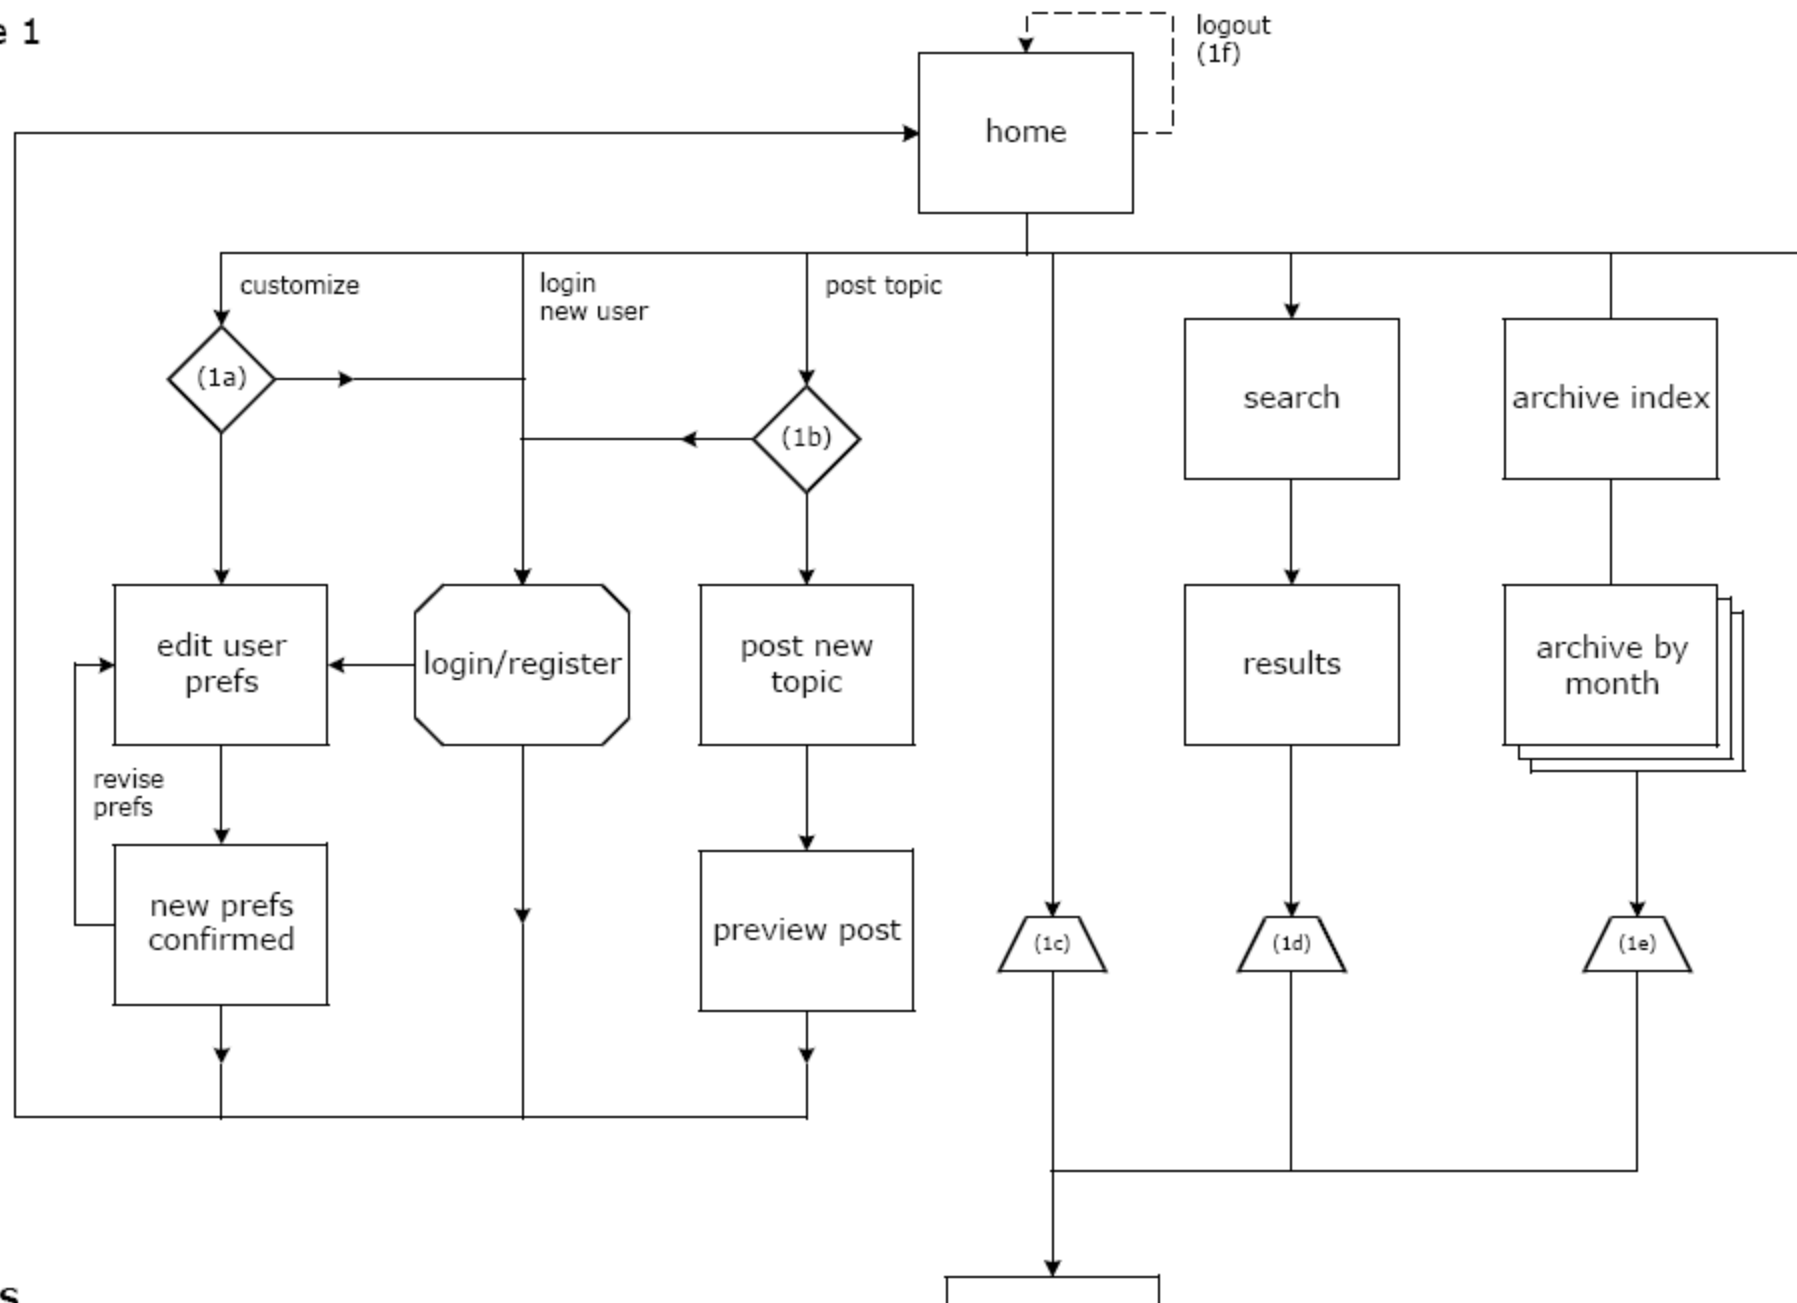 e 1
logout
(1f)
home
customize
login
new user
post topic
(1a)
(1b)
search
archive index
edit user
prefs
login/register
post new
topic
results
archive by
month
revise
prefs
new prefs
confirmed
preview post
(1c)
(1d)
(1e)
s